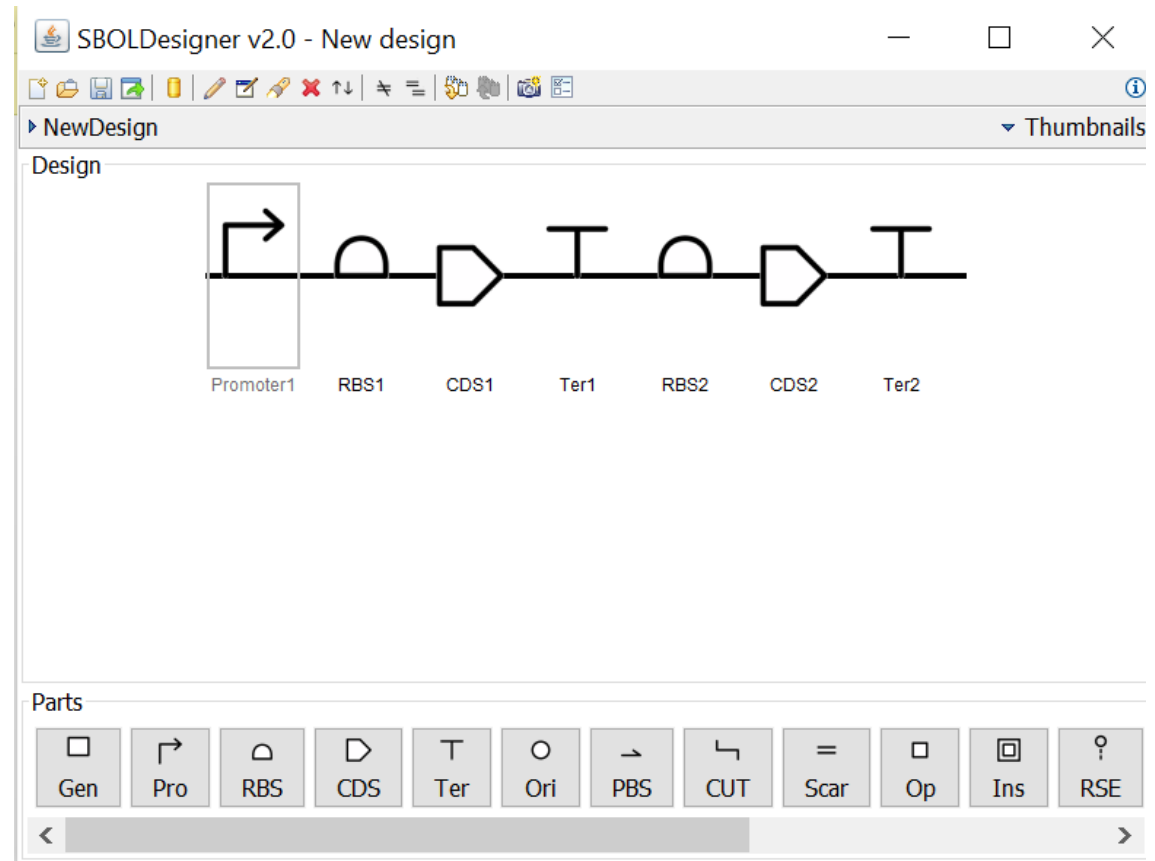 SBOLDesigner v2.0 - New design
NewDesign Thumbnails
Design
Promoter1 RBS1 CDS1 Ter1 RBS2 CDS2 Ter2
Parts
Gen Pro RBS CDS Ter Ori PBS CUT Scar Op Ins RSE